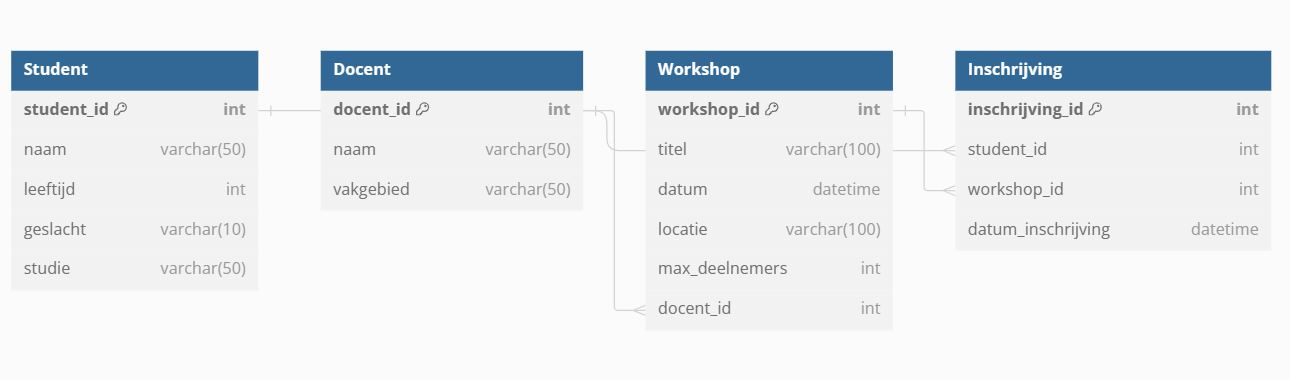 Student
student_id int
naam varchar(50)
leeftijd int
geslacht varchar(10)
studie varchar(50)
Docent
docent_id int
naam varchar(50)
vakgebied varchar(50)
Workshop
workshop_id int
titel varchar(100)
datum datetime
locatie varchar(100)
max_deelnemers int
docent_id int
Inschrijving
inschrijving_id int
student_id int
workshop_id int
datum_inschrijving datetime